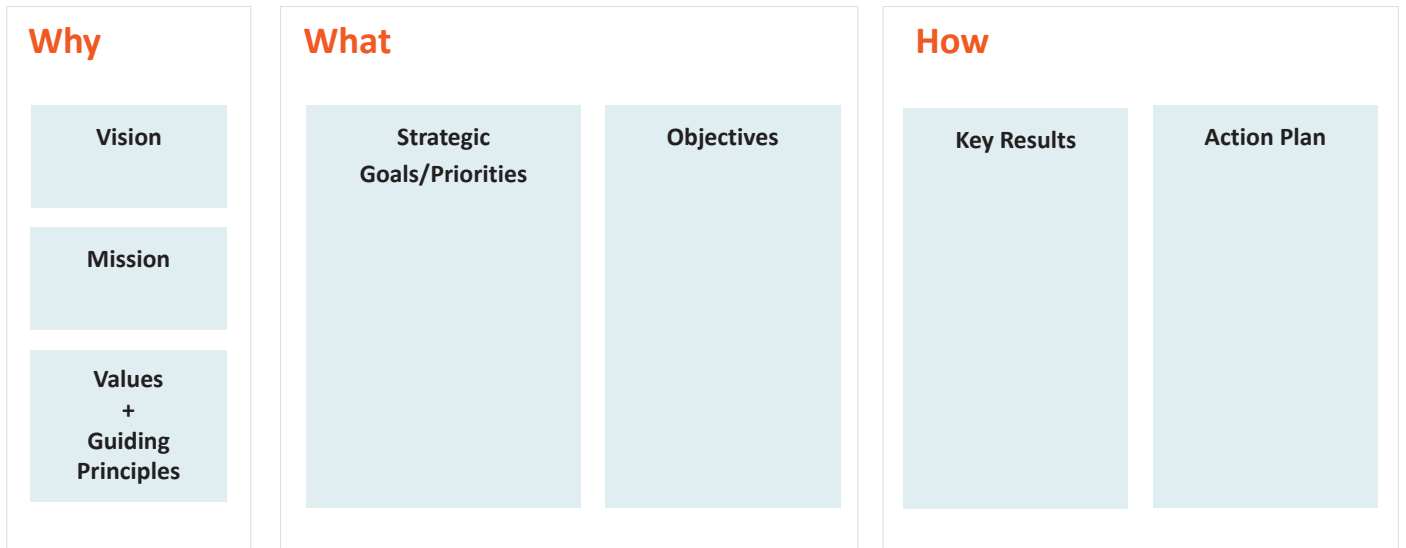 Why
Vision
Mission
Values
+
Guiding
Principles
What
Strategic
Goals/Priorities
Objectives
How
Key Results
Action Plan